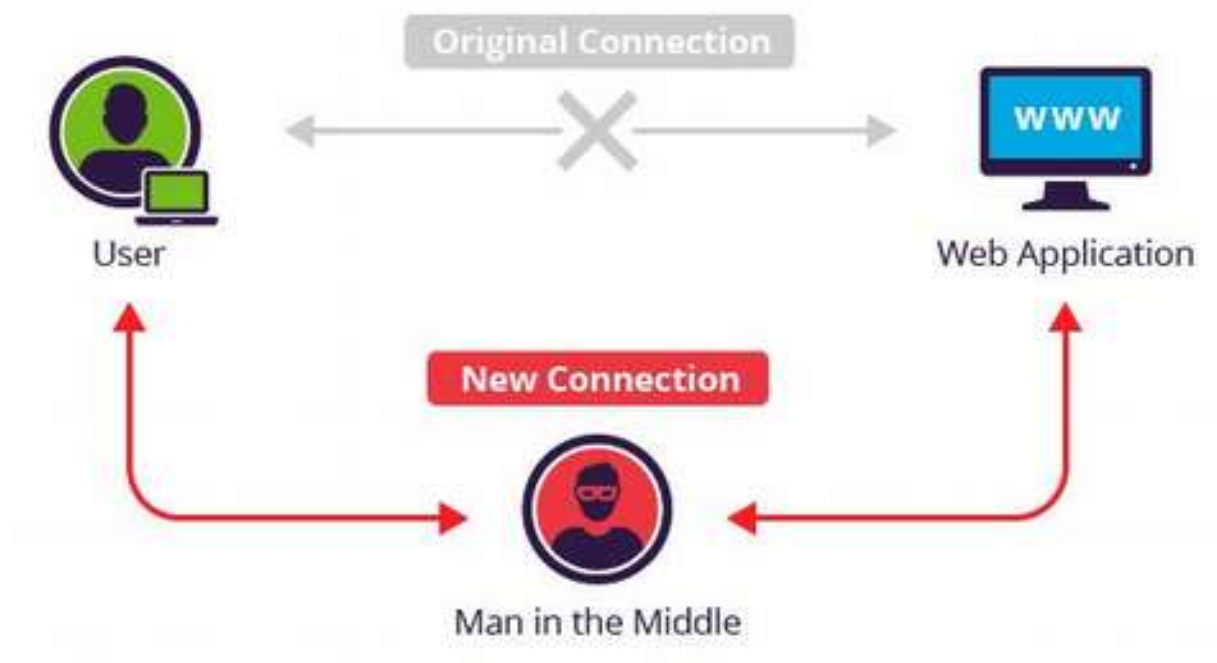 Original Connection
www
User
Web Application
New Connection
Man in the Middle